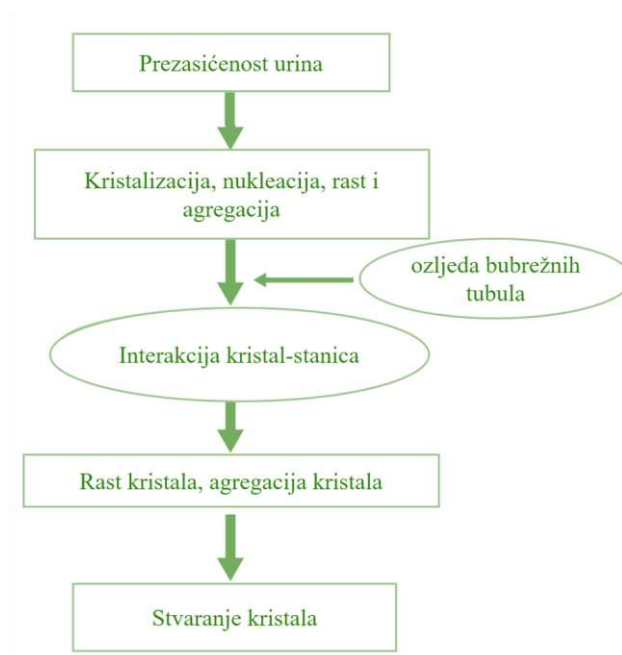 Prezasićenost urina
Kristalizacija, nukleacija, rast i
agregacija
ozljeda bubrežnih
tubula
Interakcija kristal-stanica
Rast kristala, agregacija kristala
Stvaranje kristala